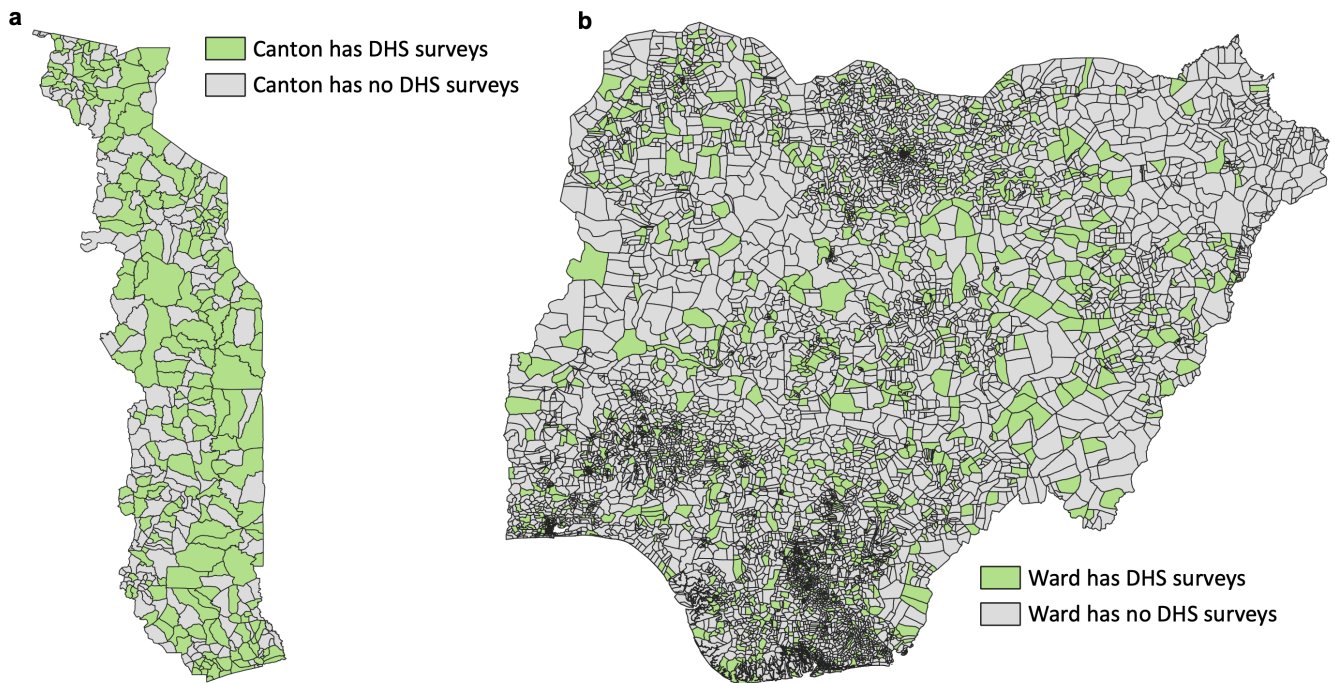 a
Canton has DHS surveys
Canton has no DHS surveys
b
Ward has DHS surveys
Ward has no DHS surveys